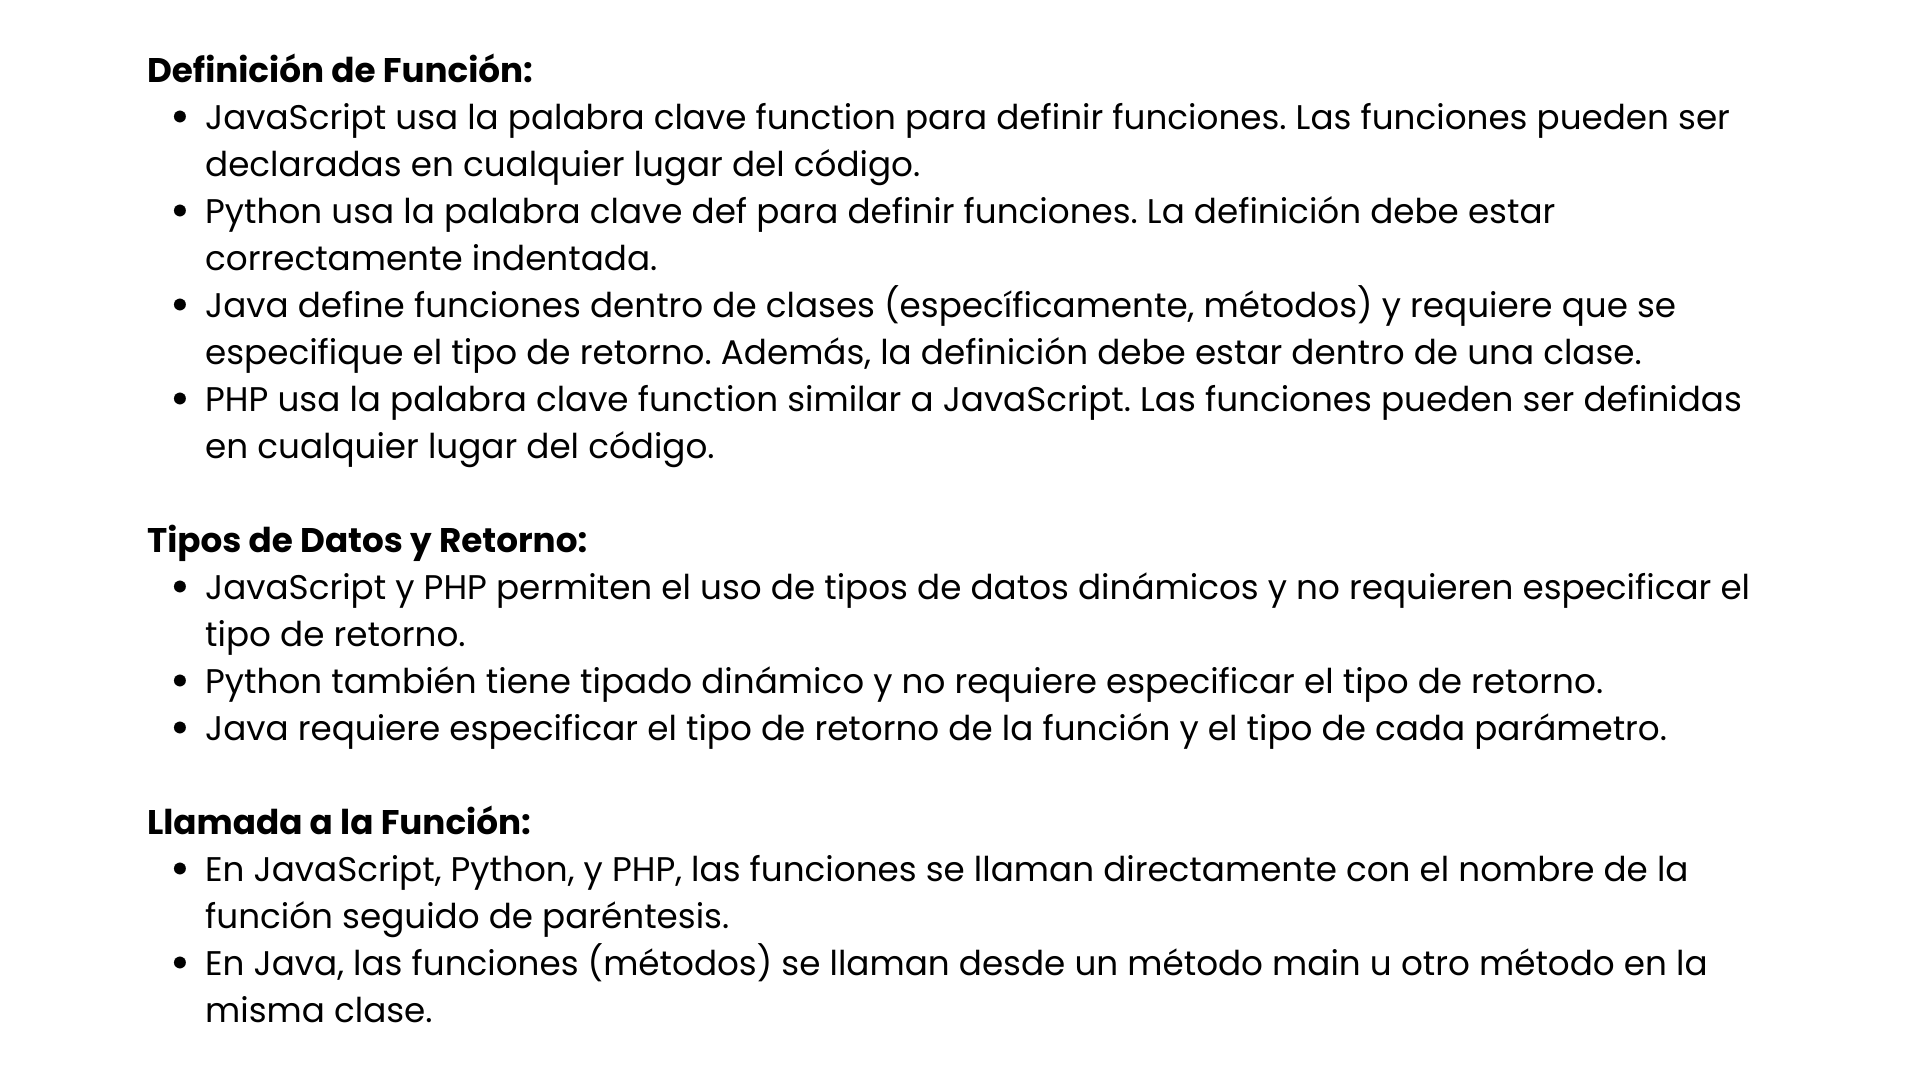 Definición de Función:
• JavaScript usa la palabra clave function para definir funciones. Las funciones pueden ser
declaradas en cualquier lugar del código.
• Python usa la palabra clave def para definir funciones. La definición debe estar
correctamente indentada.
• Java define funciones dentro de clases (específicamente, métodos) y requiere que se
especifique el tipo de retorno. Además, la definición debe estar dentro de una clase.
• PHP usa la palabra clave function similar a JavaScript. Las funciones pueden ser definidas
en cualquier lugar del código.
Tipos de Datos y Retorno:
• JavaScript y PHP permiten el uso de tipos de datos dinámicos y no requieren especificar el
tipo de retorno.
• Python también tiene tipado dinámico y no requiere especificar el tipo de retorno.
• Java requiere especificar el tipo de retorno de la función y el tipo de cada parámetro.
Llamada a la Función:
• En JavaScript, Python, y PHP, las funciones se llaman directamente con el nombre de la
función seguido de paréntesis.
• En Java, las funciones (métodos) se llaman desde un método main u otro método en la
misma clase.